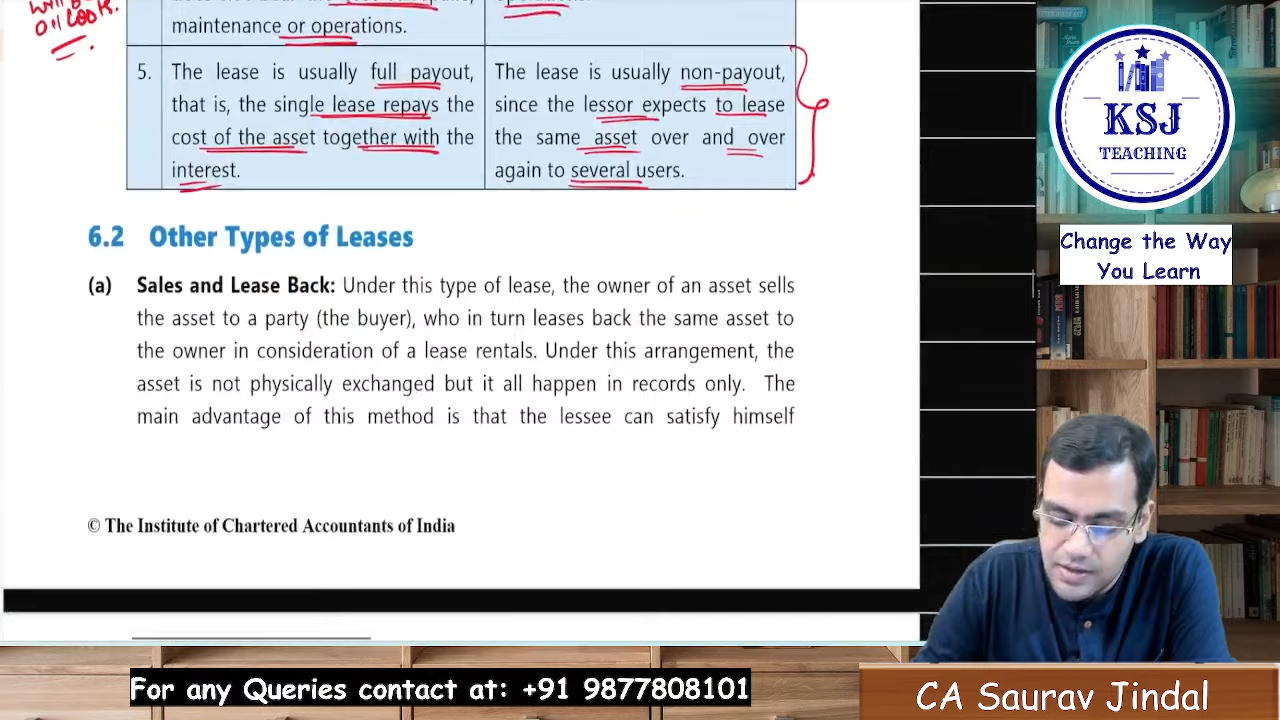 will be
oil cook.
maintenance or operations.
5.
The lease is usually full payout,
that is, the single lease repays the
cost of the asset together with the
interest.
The lease is usually non-payout,
since the lessor expects to lease
the same asset over and over
again to several users.
6.2 Other Types of Leases
(a) Sales and Lease Back: Under this type of lease, the owner of an asset sells
the asset to a party (the buyer), who in turn leases back the same asset to
the owner in consideration of a lease rentals. Under this arrangement, the
asset is not physically exchanged but it all happen in records only. The
main advantage of this method is that the lessee can satisfy himself
© The Institute of Chartered Accountants of India
KSJ
TEACHING
Change the Way
You Learn
For any Queries contact at: +91 9877808101
CA Saurav Jindal